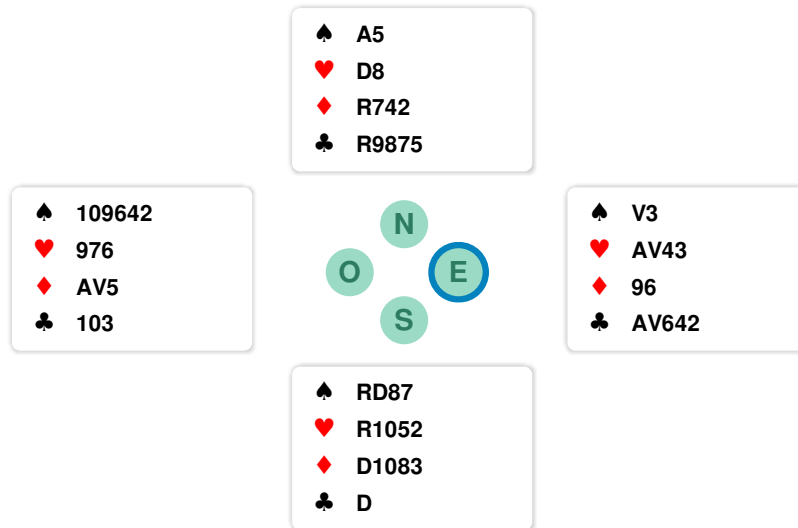 ♠ A5
♥ D8
♦ R742
♣ R9875
♠ 109642
♥ 976
♦ AV5
♣ 103
N
O E
S
♠ V3
♥ AV43
♦ 96
♣ AV642
♠ RD87
♥ R1052
♦ D1083
♣ D